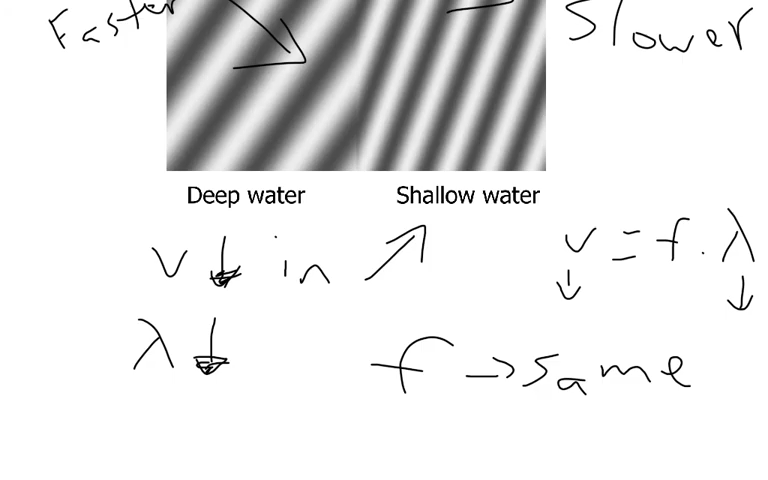 Faster
Slower
Deep water Shallow water
v ↓ in ↗
v = f . λ
↓ ↓
λ ↓
f → same